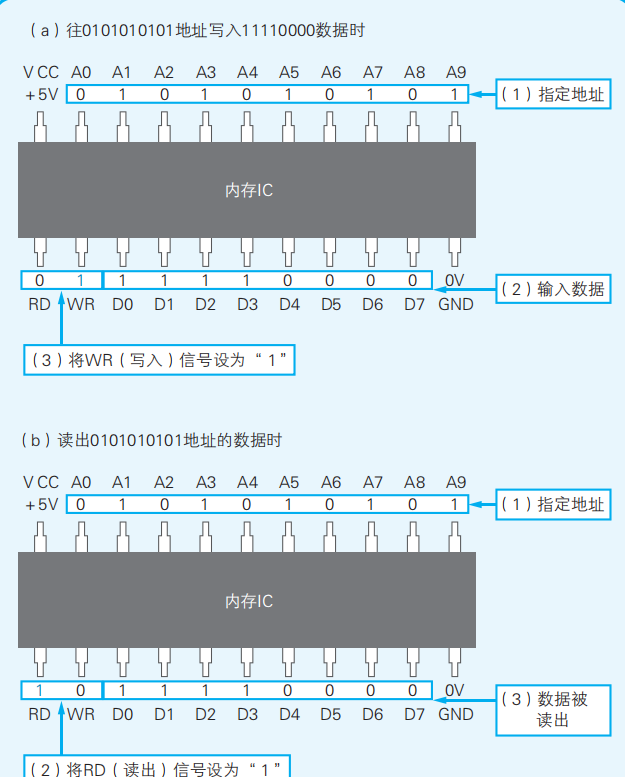 （a）往0101010101地址写入11110000数据时
VCC A0 A1 A2 A3 A4 A5 A6 A7 A8 A9
+5V 0 1 0 1 0 1 0 1 0 1
（1）指定地址
内存IC
0 1 1 1 1 1 0 0 0 0 0V
RD WR D0 D1 D2 D3 D4 D5 D6 D7 GND
（2）输入数据
（3）将WR（写入）信号设为“1”
（b）读出0101010101地址的数据时
VCC A0 A1 A2 A3 A4 A5 A6 A7 A8 A9
+5V 0 1 0 1 0 1 0 1 0 1
（1）指定地址
内存IC
1 0 1 1 1 1 0 0 0 0 0V
RD WR D0 D1 D2 D3 D4 D5 D6 D7 GND
（3）数据被
读出
（2）将RD（读出）信号设为“1”